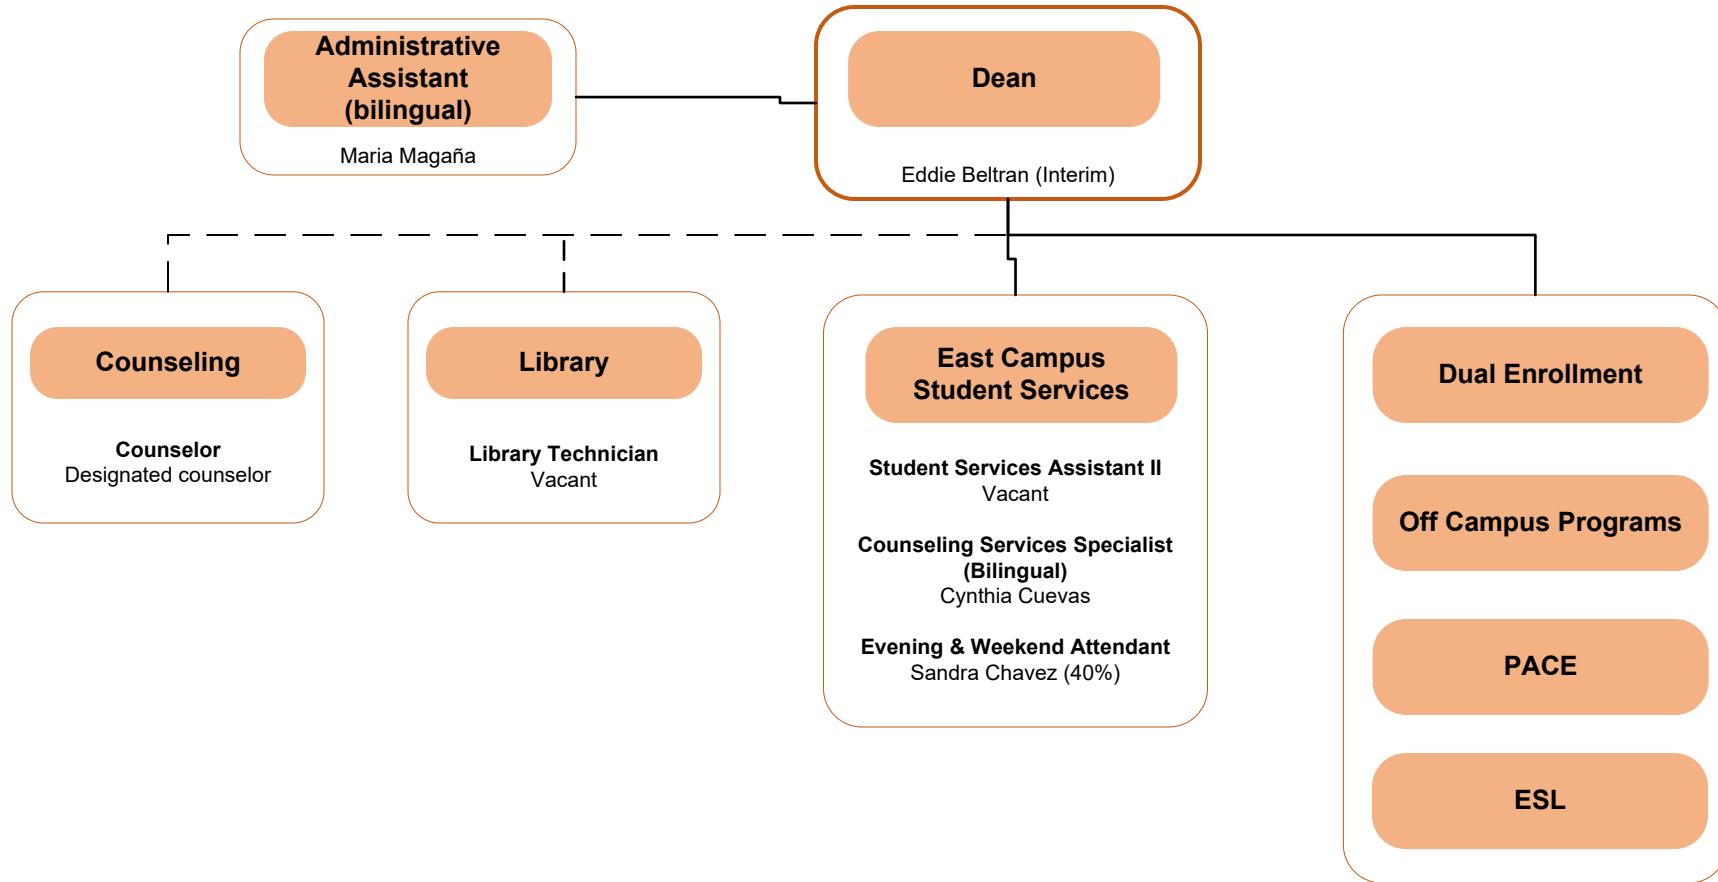 Administrative
Assistant
(bilingual)
Maria Magaña
Dean
Eddie Beltran (Interim)
Counseling
Counselor
Designated counselor
Library
Library Technician
Vacant
East Campus
Student Services
Student Services Assistant II
Vacant
Counseling Services Specialist
(Bilingual)
Cynthia Cuevas
Evening & Weekend Attendant
Sandra Chavez (40%)
Dual Enrollment
Off Campus Programs
PACE
ESL